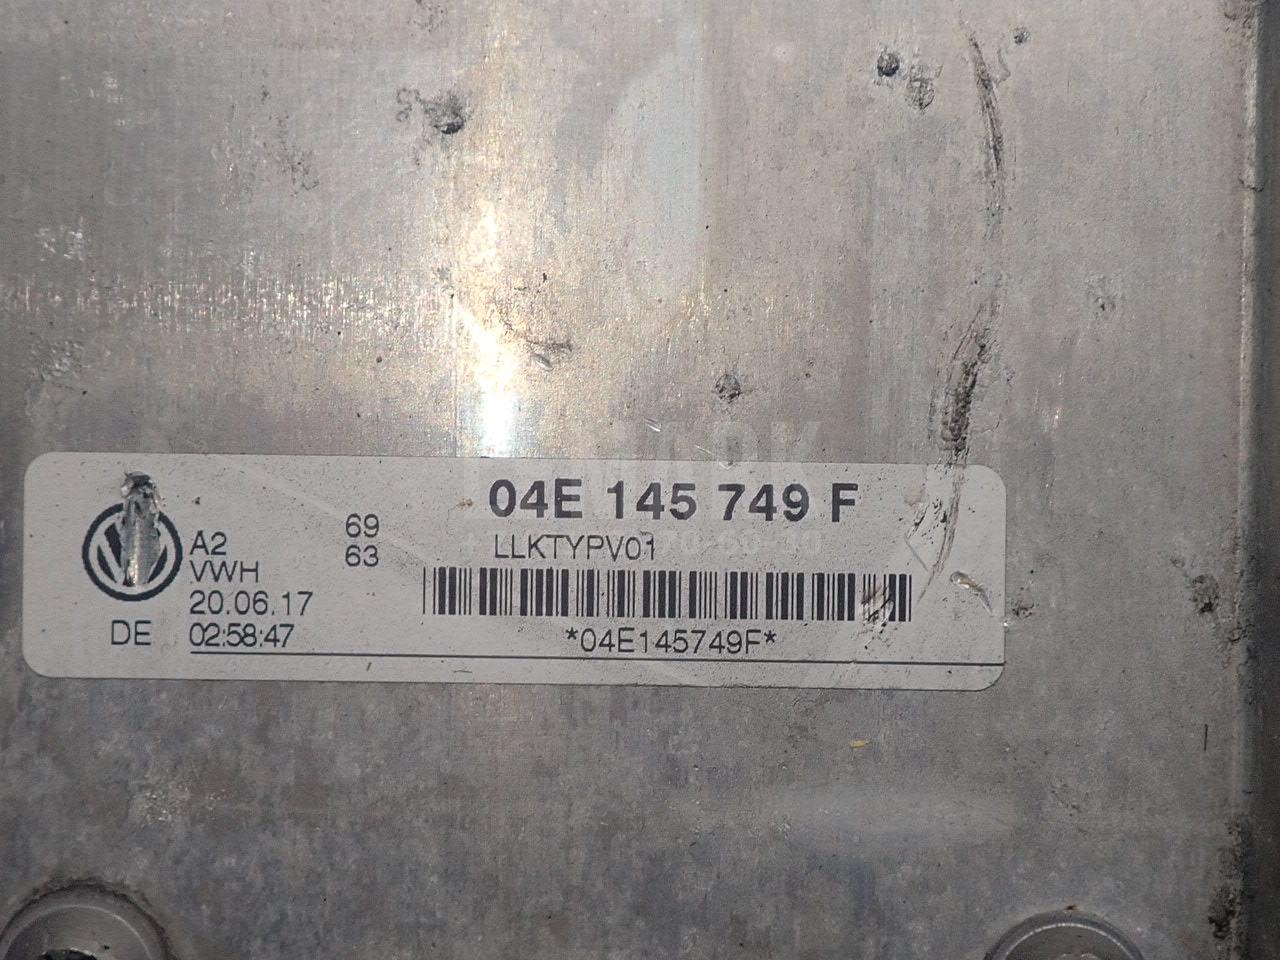 04E 145 749 F
A2
69
LLKTYPV01
VWH
63
20.06.17
DE
02:58:47
*04E145749F*